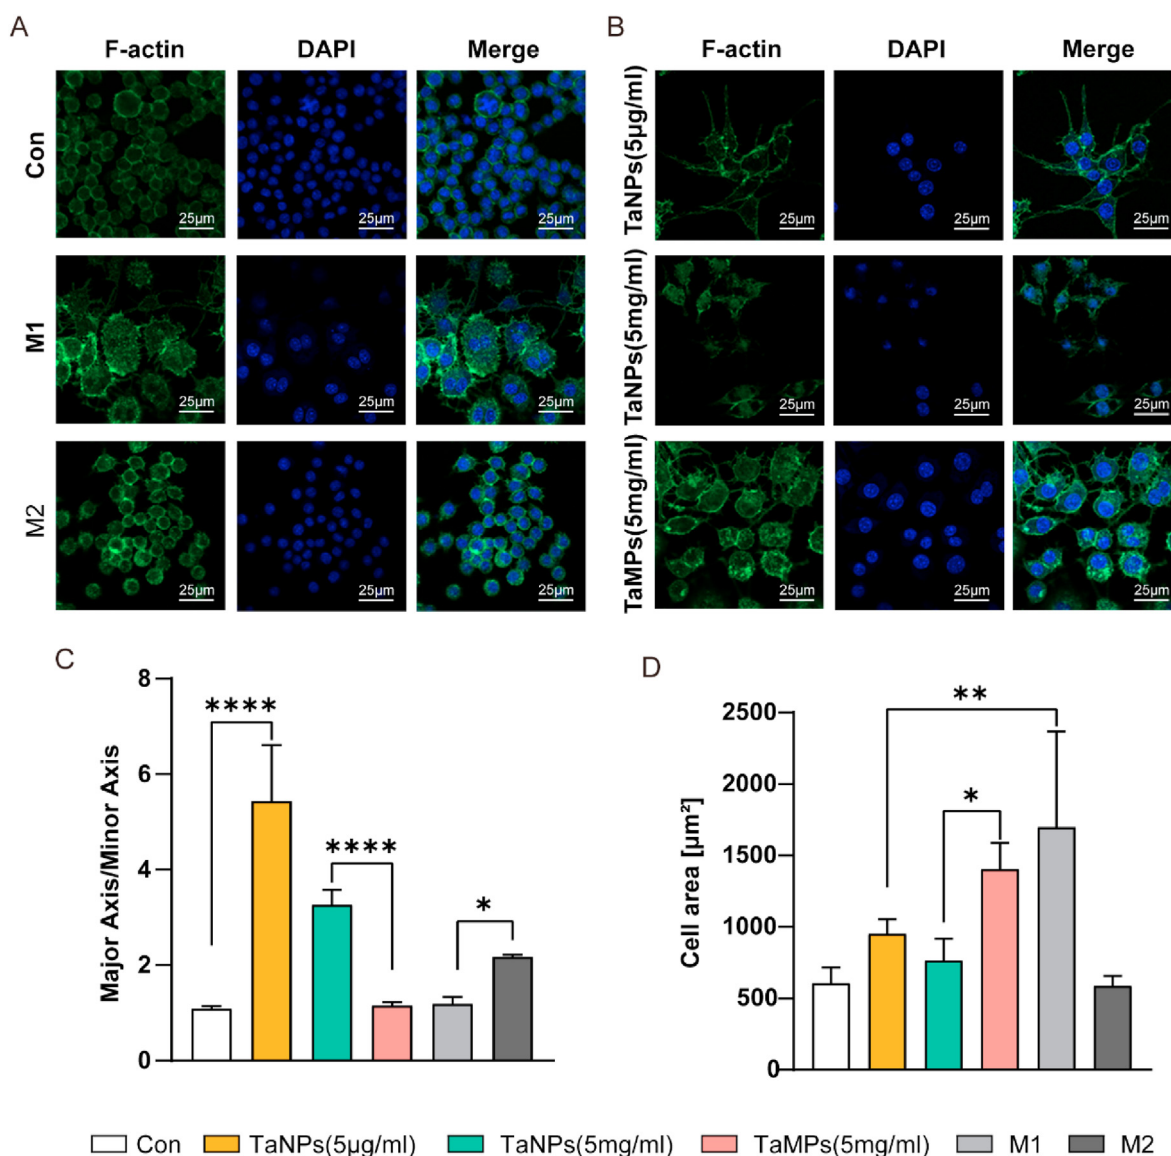 A
F-actin DAPI Merge
Con
25μm 25μm 25μm
M1
25μm 25μm 25μm
M2
25μm 25μm 25μm
B
F-actin DAPI Merge
TaNPs(5μg/ml)
25μm 25μm 25μm
TaNPs(5mg/ml)
25μm 25μm 25μm
TaMPs(5mg/ml)
25μm 25μm 25μm
C
Major Axis/Minor Axis
8
6
4
2
0
****
****
*
D
Cell area [μm²]
2500
2000
1500
1000
500
0
**
*
Con TaNPs(5μg/ml) TaNPs(5mg/ml) TaMPs(5mg/ml) M1 M2